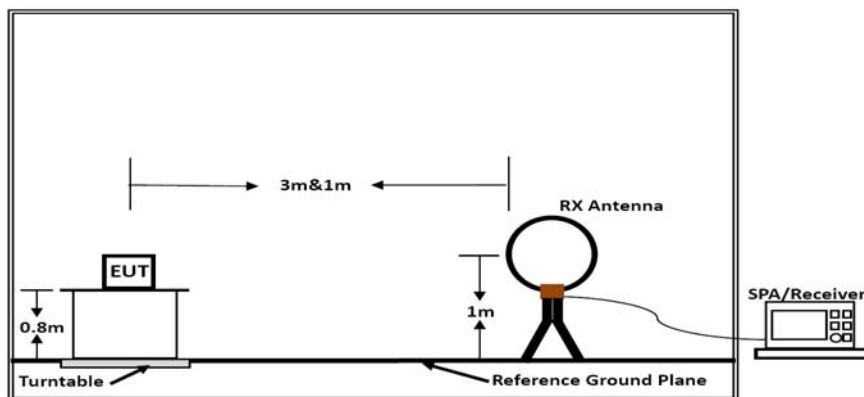 3m&1m
RX Antenna
EUT
SPA/Receiver
0.8m
1m
Turntable
Reference Ground Plane